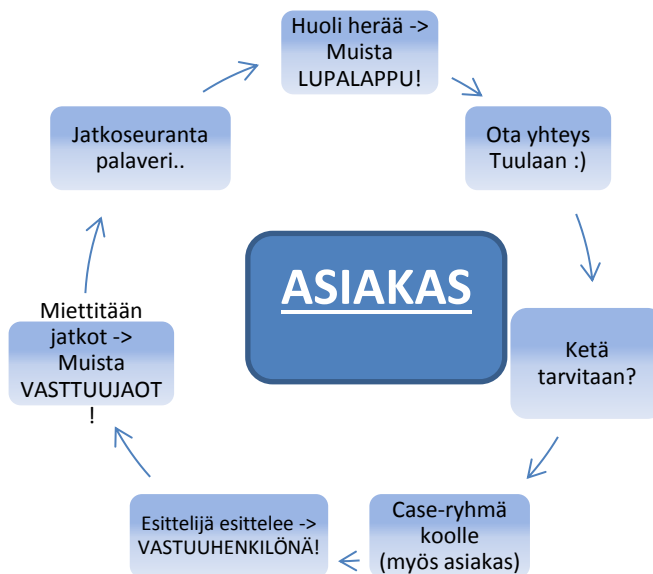 Huoli herää ->
Muista
LUPALAPPU!
Ota yhteys
Tuulaan :)
Ketä
tarvitaan?
Case-ryhmä
koolle
(myös asiakas)
Esittelijä esittelee ->
VASTUUHENKILÖNÄ!
Miettitään
jatkot ->
Muista
VASTTUUJAOT
!
Jatkoseuranta
palaveri..
ASIAKAS